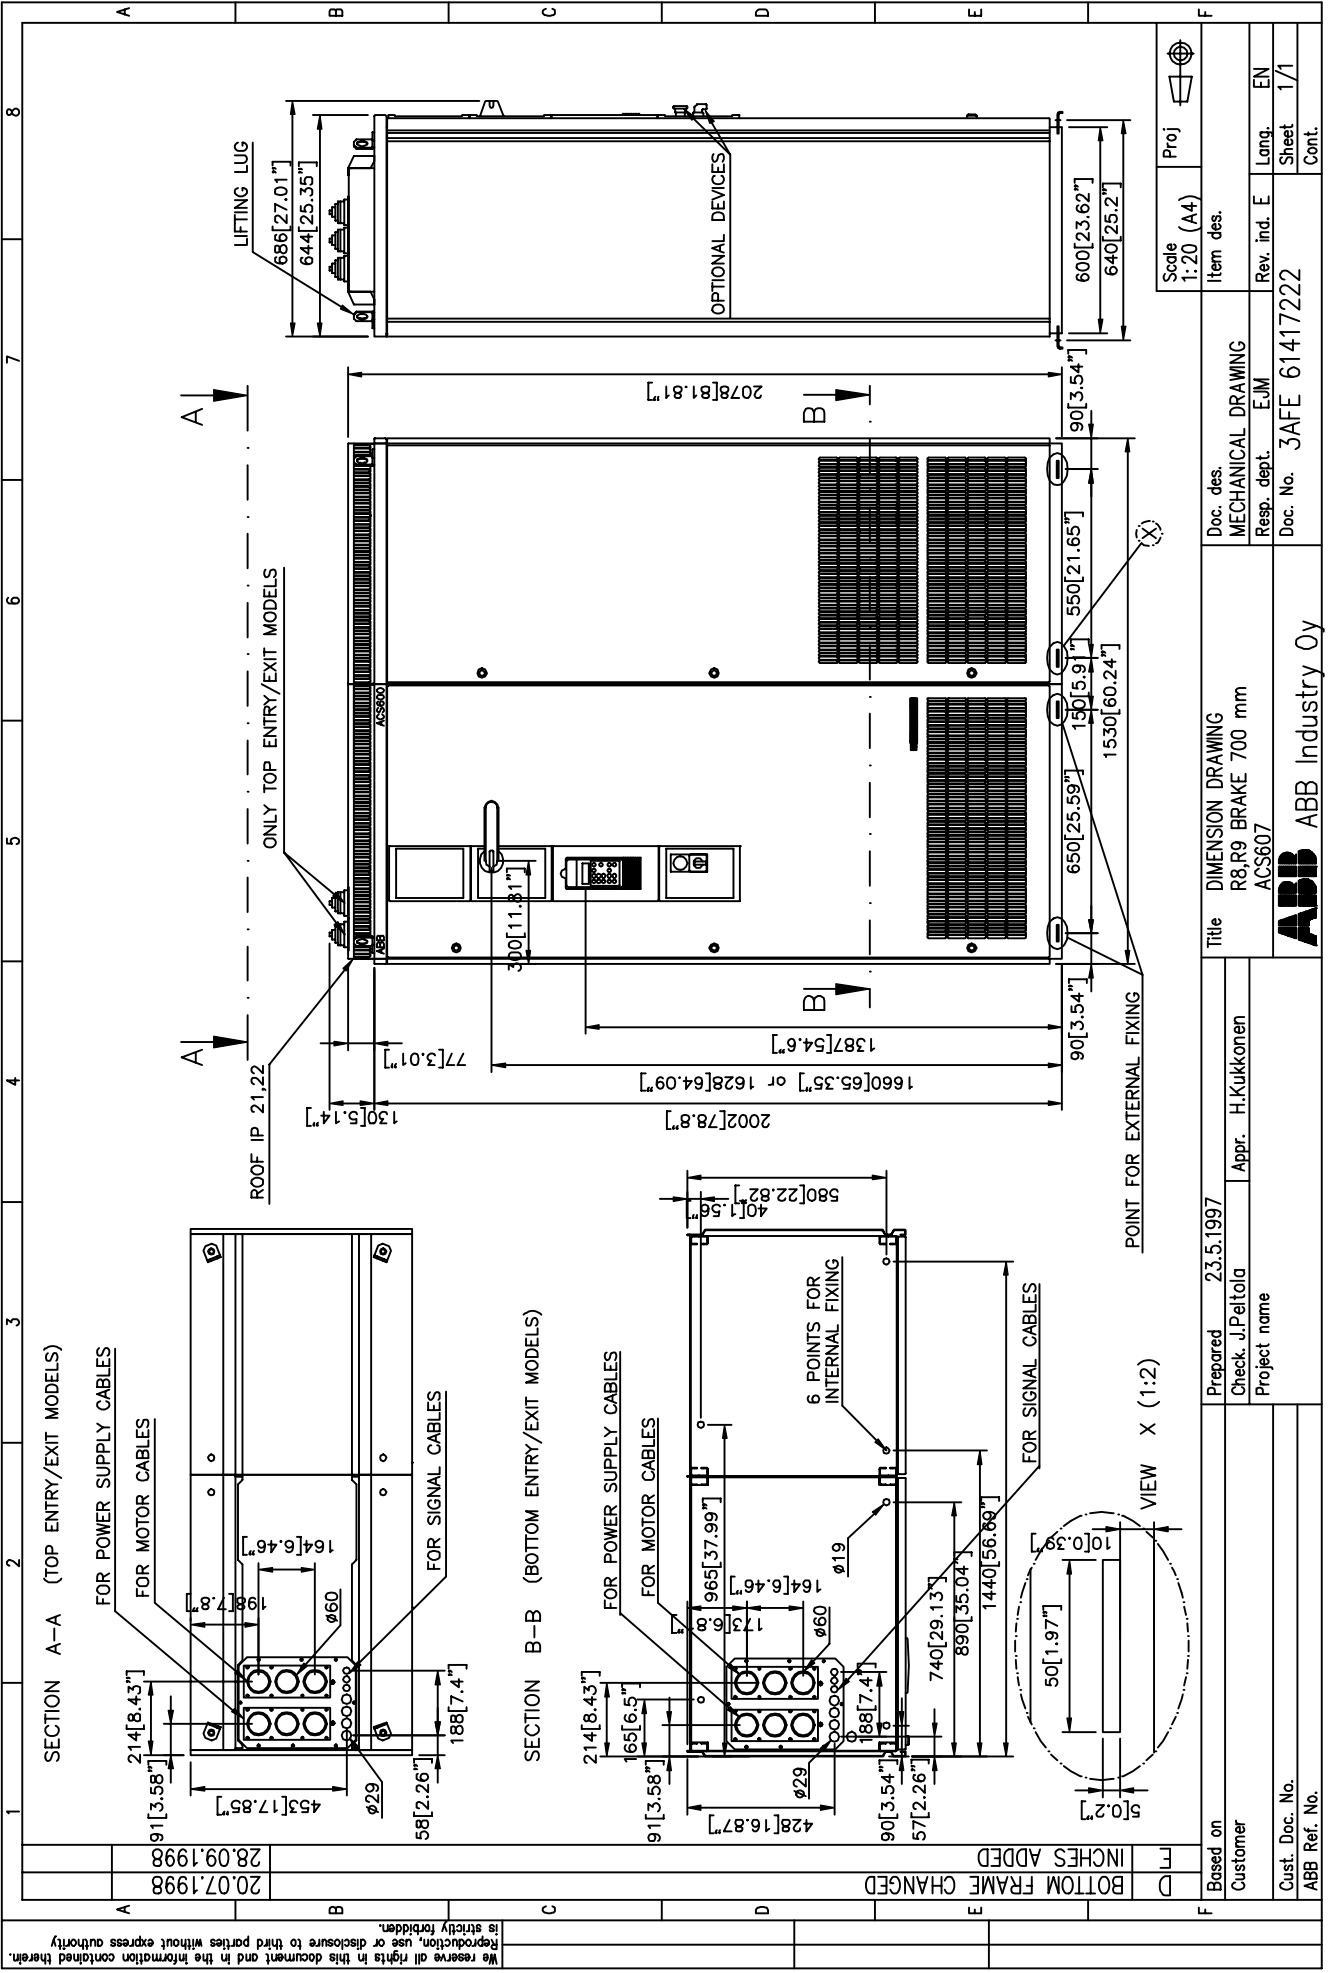 SECTION A-A (TOP ENTRY/EXIT MODELS)
FOR POWER SUPPLY CABLES
FOR MOTOR CABLES
FOR SIGNAL CABLES
214[8.43"]
91[3.58"]
198[7.8"]
164[6.46"]
ø60
453[17.85"]
ø29
58[2.26"]
188[7.4"]
SECTION B-B (BOTTOM ENTRY/EXIT MODELS)
FOR POWER SUPPLY CABLES
FOR MOTOR CABLES
6 POINTS FOR
INTERNAL FIXING
FOR SIGNAL CABLES
40[1.56"]
580[22.82"]
214[8.43"]
165[6.5"]
91[3.58"]
965[37.99"]
173[6.8"]
164[6.46"]
ø60
ø19
428[16.87"]
ø29
188[7.4"]
90[3.54"]
57[2.26"]
740[29.13"]
890[35.04"]
1440[56.69"]
VIEW X (1:2)
50[1.97"]
10[0.39"]
5[0.2"]
A
A
ROOF IP 21,22
ONLY TOP ENTRY/EXIT MODELS
ABB
ACS600
130[5.14"]
77[3.01"]
300[11.81"]
1387[54.6"]
1660[65.35"] or 1628[64.09"]
2002[78.8"]
2078[81.81"]
B
B
90[3.54"]
650[25.59"]
150[5.91"]
550[21.65"]
90[3.54"]
1530[60.24"]
X
POINT FOR EXTERNAL FIXING
LIFTING LUG
686[27.01"]
644[25.35"]
OPTIONAL DEVICES
600[23.62"]
640[25.2"]
1 2 3 4 5 6 7 8
A B C D E F
A B C D E F
Scale
1:20 (A4)
Proj
Based on
Customer
Cust. Doc. No.
ABB Ref. No.
Prepared 23.5.1997
Check. J.Peltola
Appr. H.Kukkonen
Project name
Title DIMENSION DRAWING
R8,R9 BRAKE 700 mm
ACS607
ABB ABB Industry Oy
Doc. des.
MECHANICAL DRAWING
Item des.
Resp. dept. EJM
Rev. ind. E
Lang. EN
Doc. No. 3AFE 61417222
Sheet 1/1
Cont.
E INCHES ADDED 28.09.1998
D BOTTOM FRAME CHANGED 20.07.1998
We reserve all rights in this document and in the information contained therein.
Reproduction, use or disclosure to third parties without express authority
is strictly forbidden.